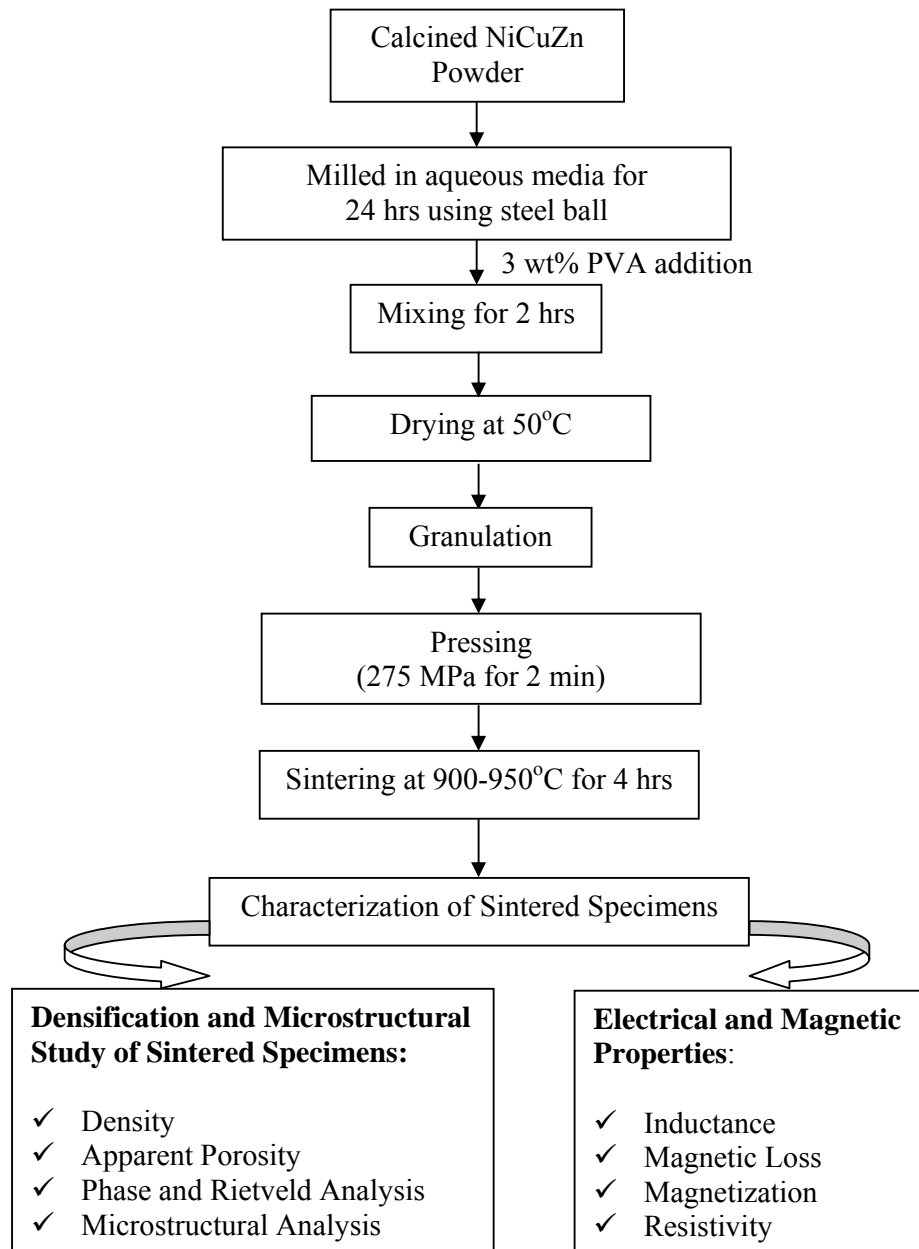 Calcined NiCuZn
Powder
Milled in aqueous media for
24 hrs using steel ball
3 wt% PVA addition
Mixing for 2 hrs
Drying at 50°C
Granulation
Pressing
(275 MPa for 2 min)
Sintering at 900-950°C for 4 hrs
Characterization of Sintered Specimens
Densification and Microstructural
Study of Sintered Specimens:
✓ Density
✓ Apparent Porosity
✓ Phase and Rietveld Analysis
✓ Microstructural Analysis
Electrical and Magnetic
Properties:
✓ Inductance
✓ Magnetic Loss
✓ Magnetization
✓ Resistivity